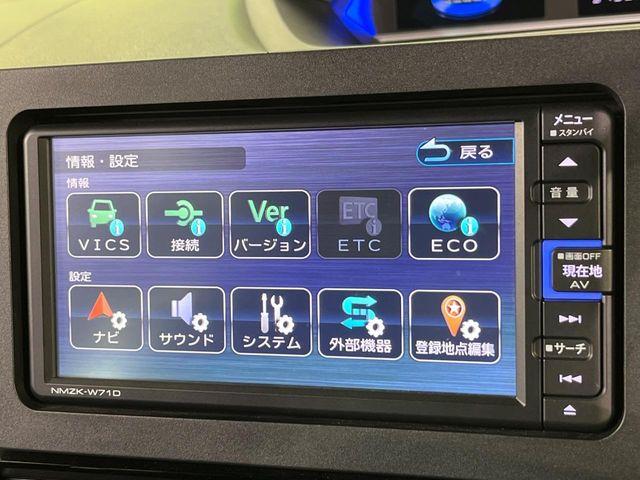 情報・設定
戻る
情報
VICS
接続
Ver
バージョン
ETC
ETC
ECO
設定
ナビ
サウンド
システム
外部機器
登録地点編集
NMZK-W71D
メニュー
スタンバイ
音量
画面OFF
現在地
AV
サーチ